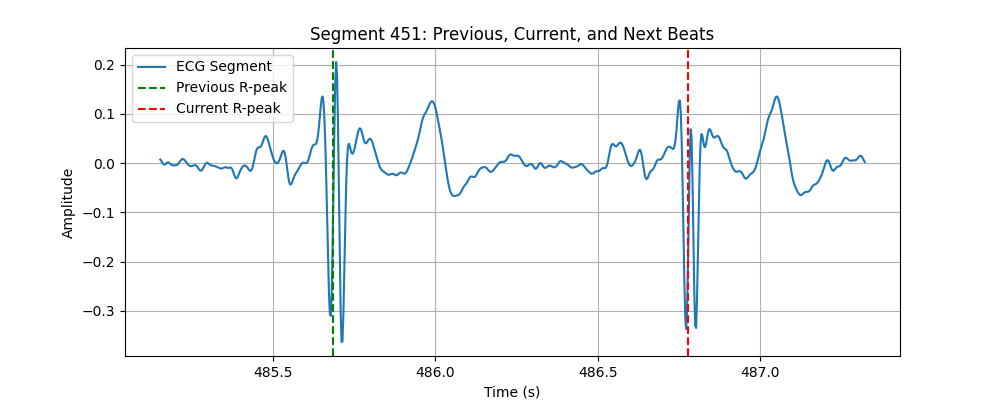 Segment 451: Previous, Current, and Next Beats
ECG Segment
Previous R-peak
Current R-peak
0.2
0.1
0.0
−0.1
−0.2
−0.3
Amplitude
485.5 486.0 486.5 487.0
Time (s)